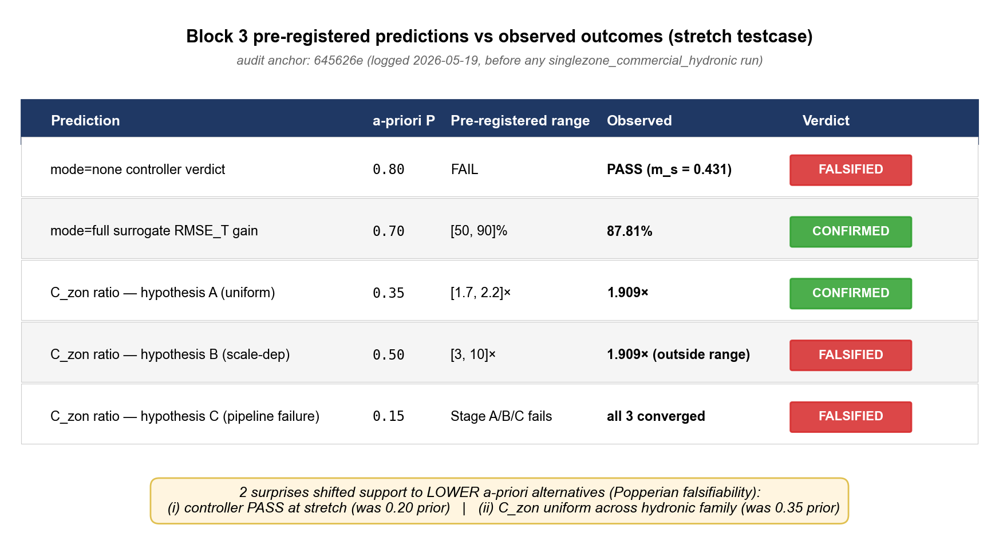 Block 3 pre-registered predictions vs observed outcomes (stretch testcase)
audit anchor: 645626e (logged 2026-05-19, before any singlezone_commercial_hydronic run)
Prediction a-priori P Pre-registered range Observed Verdict
mode=none controller verdict 0.80 FAIL PASS (m_s = 0.431) FALSIFIED
mode=full surrogate RMSE_T gain 0.70 [50, 90]% 87.81% CONFIRMED
C_zon ratio — hypothesis A (uniform) 0.35 [1.7, 2.2]× 1.909× CONFIRMED
C_zon ratio — hypothesis B (scale-dep) 0.50 [3, 10]× 1.909× (outside range) FALSIFIED
C_zon ratio — hypothesis C (pipeline failure) 0.15 Stage A/B/C fails all 3 converged FALSIFIED
2 surprises shifted support to LOWER a-priori alternatives (Popperian falsifiability):
(i) controller PASS at stretch (was 0.20 prior) | (ii) C_zon uniform across hydronic family (was 0.35 prior)